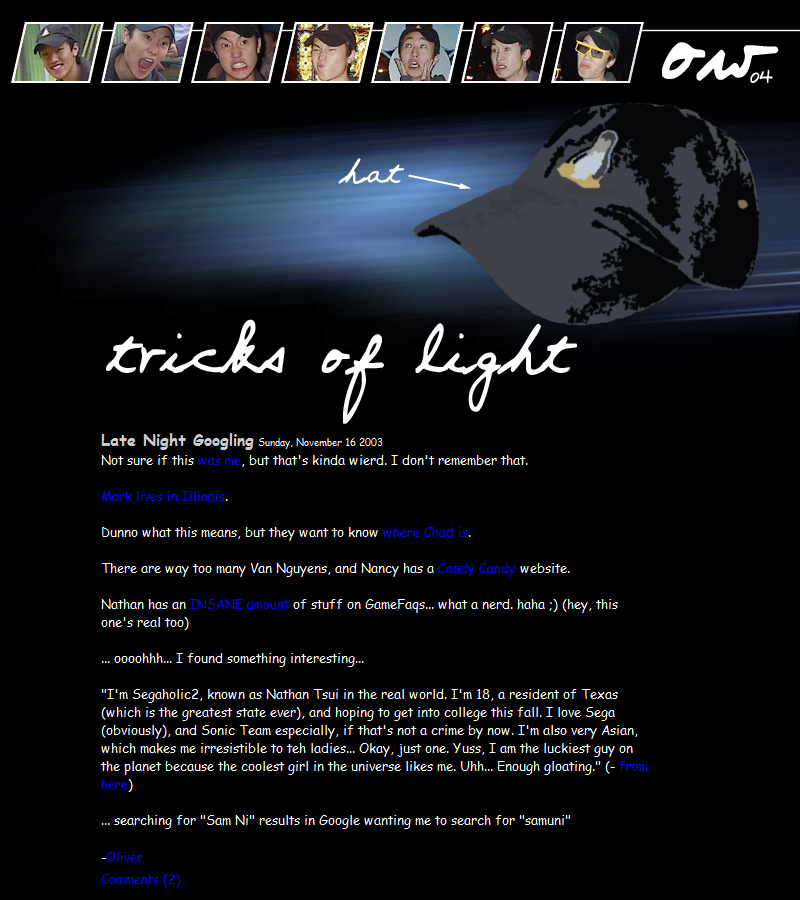 ow04
hat
tricks of light
Late Night Googling Sunday, November 16 2003
Not sure if this was me, but that's kinda wierd. I don't remember that.
Mark lives in Illinois.
Dunno what this means, but they want to know where Chad is.
There are way too many Van Nguyens, and Nancy has a Candy Candy website.
Nathan has an INSANE amount of stuff on GameFaqs... what a nerd. haha ;) (hey, this
one's real too)
... oooohhh... I found something interesting...
"I'm Segaholic2, known as Nathan Tsui in the real world. I'm 18, a resident of Texas
(which is the greatest state ever), and hoping to get into college this fall. I love Sega
(obviously), and Sonic Team especially, if that's not a crime by now. I'm also very Asian,
which makes me irresistible to teh ladies... Okay, just one. Yuss, I am the luckiest guy on
the planet because the coolest girl in the universe likes me. Uhh... Enough gloating." (- from
here)
... searching for "Sam Ni" results in Google wanting me to search for "samuni"
-Oliver
Comments (2)